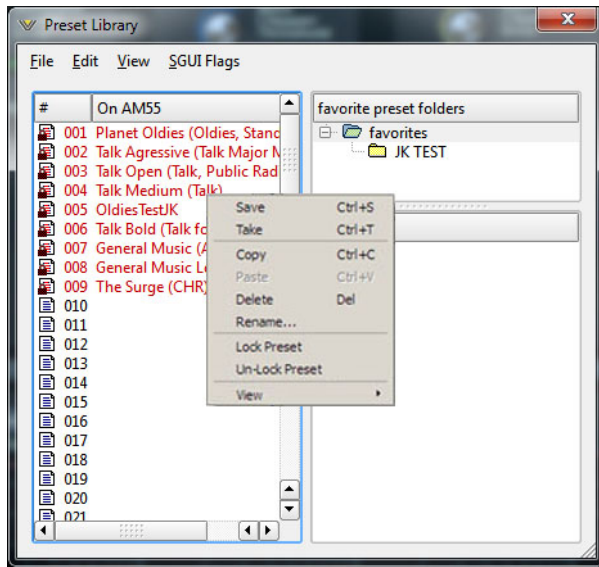 Preset Library
File Edit View SGUI Flags
# On AM55
001 Planet Oldies (Oldies, Stand
002 Talk Agressive (Talk Major M
003 Talk Open (Talk, Public Rad
004 Talk Medium (Talk)
005 OldiesTestJK
006 Talk Bold (Talk fo
007 General Music (A
008 General Music Lo
009 The Surge (CHR)
010
011
012
013
014
015
016
017
018
019
020
021
Save Ctrl+S
Take Ctrl+T
Copy Ctrl+C
Paste Ctrl+V
Delete Del
Rename...
Lock Preset
Un-Lock Preset
View
favorite preset folders
favorites
JK TEST